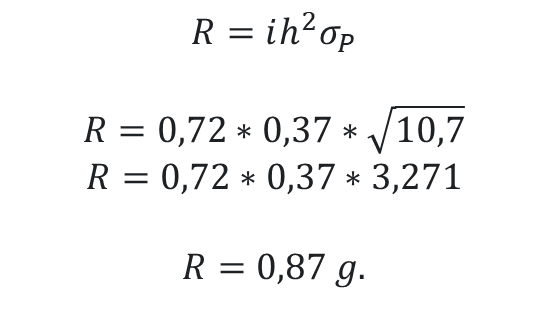 R = ih²σ_P
R = 0,72 * 0,37 * √10,7
R = 0,72 * 0,37 * 3,271
R = 0,87 g.